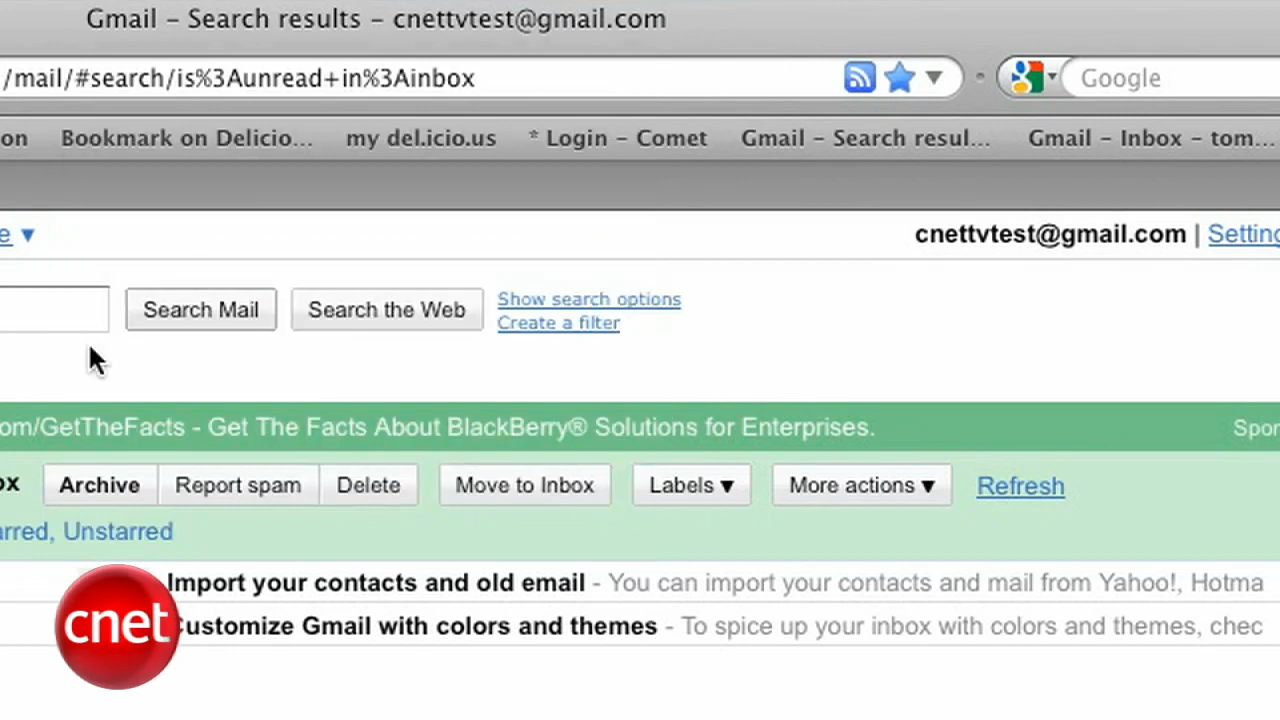 Gmail – Search results – cnettvtest@gmail.com
/mail/#search/is%3Aunread+in%3Ainbox Google
on Bookmark on Delicio... my del.icio.us * Login – Comet Gmail – Search resul... Gmail – Inbox – tom...
e ▼ cnettvtest@gmail.com | Setting
Search Mail Search the Web Show search options
Create a filter
om/GetTheFacts - Get The Facts About BlackBerry® Solutions for Enterprises. Spor
ox Archive Report spam Delete Move to Inbox Labels ▼ More actions ▼ Refresh
arred, Unstarred
Import your contacts and old email - You can import your contacts and mail from Yahoo!, Hotma
Customize Gmail with colors and themes - To spice up your inbox with colors and themes, chec
cnet